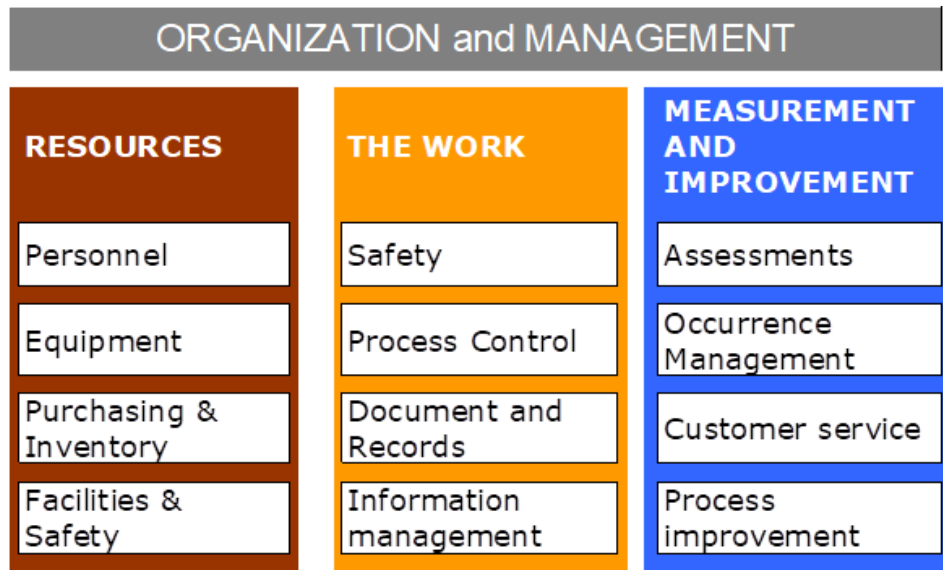 ORGANIZATION and MANAGEMENT
RESOURCES
Personnel
Equipment
Purchasing &
Inventory
Facilities &
Safety
THE WORK
Safety
Process Control
Document and
Records
Information
management
MEASUREMENT
AND
IMPROVEMENT
Assessments
Occurrence
Management
Customer service
Process
improvement